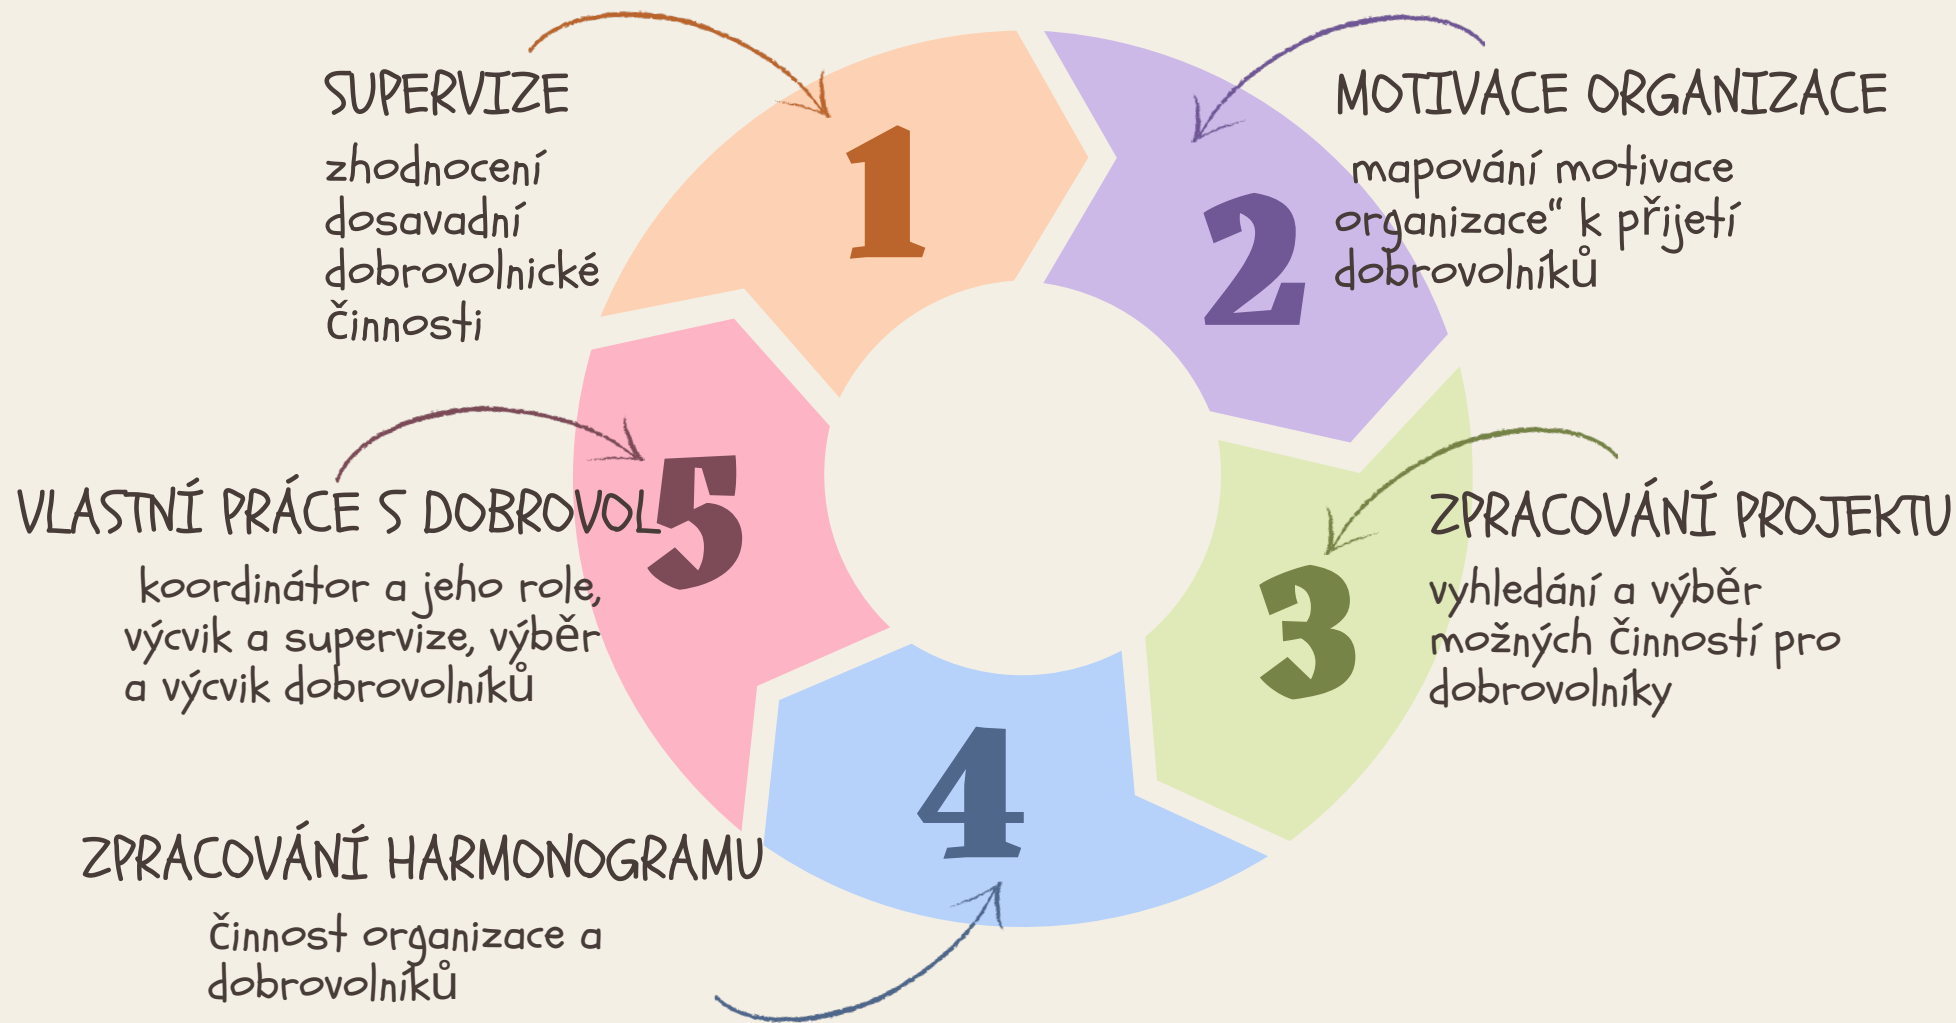 SUPERVIZE
zhodnocení
dosavadní
dobrovolnické
činnosti
1
MOTIVACE ORGANIZACE
mapování motivace
organizace“ k přijetí
dobrovolníků
2
ZPRACOVÁNÍ PROJEKTU
vyhledání a výběr
možných činností pro
dobrovolníky
3
ZPRACOVÁNÍ HARMONOGRAMU
činnost organizace a
dobrovolníků
4
VLASTNÍ PRÁCE S DOBROVOL
koordinátor a jeho role,
výcvik a supervize, výběr
a výcvik dobrovolníků
5